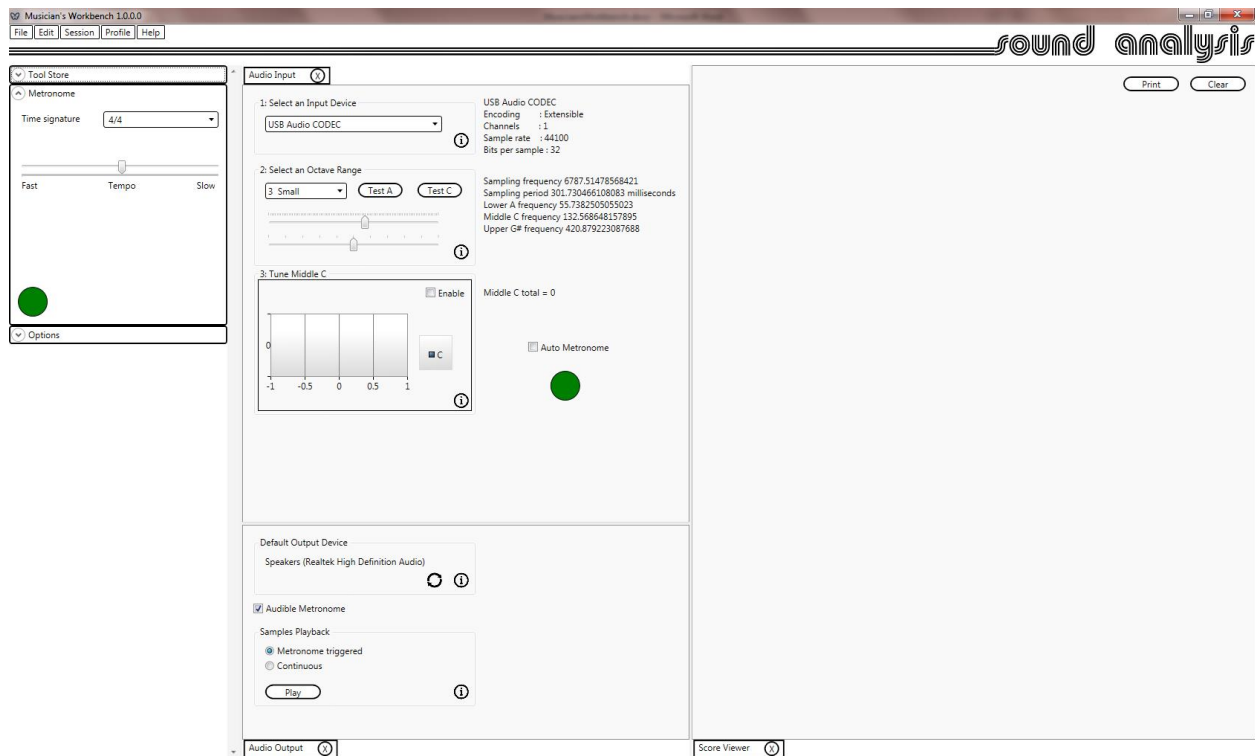 Musician's Workbench 1.0.0.0
File Edit Session Profile Help
sound analysis
Tool Store
Metronome
Time signature 4/4
Fast Tempo Slow
Options
Audio Input X
1: Select an Input Device
USB Audio CODEC
i
USB Audio CODEC
Encoding : Extensible
Channels : 1
Sample rate : 44100
Bits per sample : 32
2: Select an Octave Range
3 Small Test A Test C
i
Sampling frequency 6787.51478568421
Sampling period 301.730466108083 milliseconds
Lower A frequency 55.7382505055023
Middle C frequency 132.568648157895
Upper G# frequency 420.879223087688
3: Tune Middle C
Enable
0
C
-1 -0.5 0 0.5 1
i
Middle C total = 0
Auto Metronome
Default Output Device
Speakers (Realtek High Definition Audio)
i
Audible Metronome
Samples Playback
Metronome triggered
Continuous
Play
i
Audio Output X
Print Clear
Score Viewer X